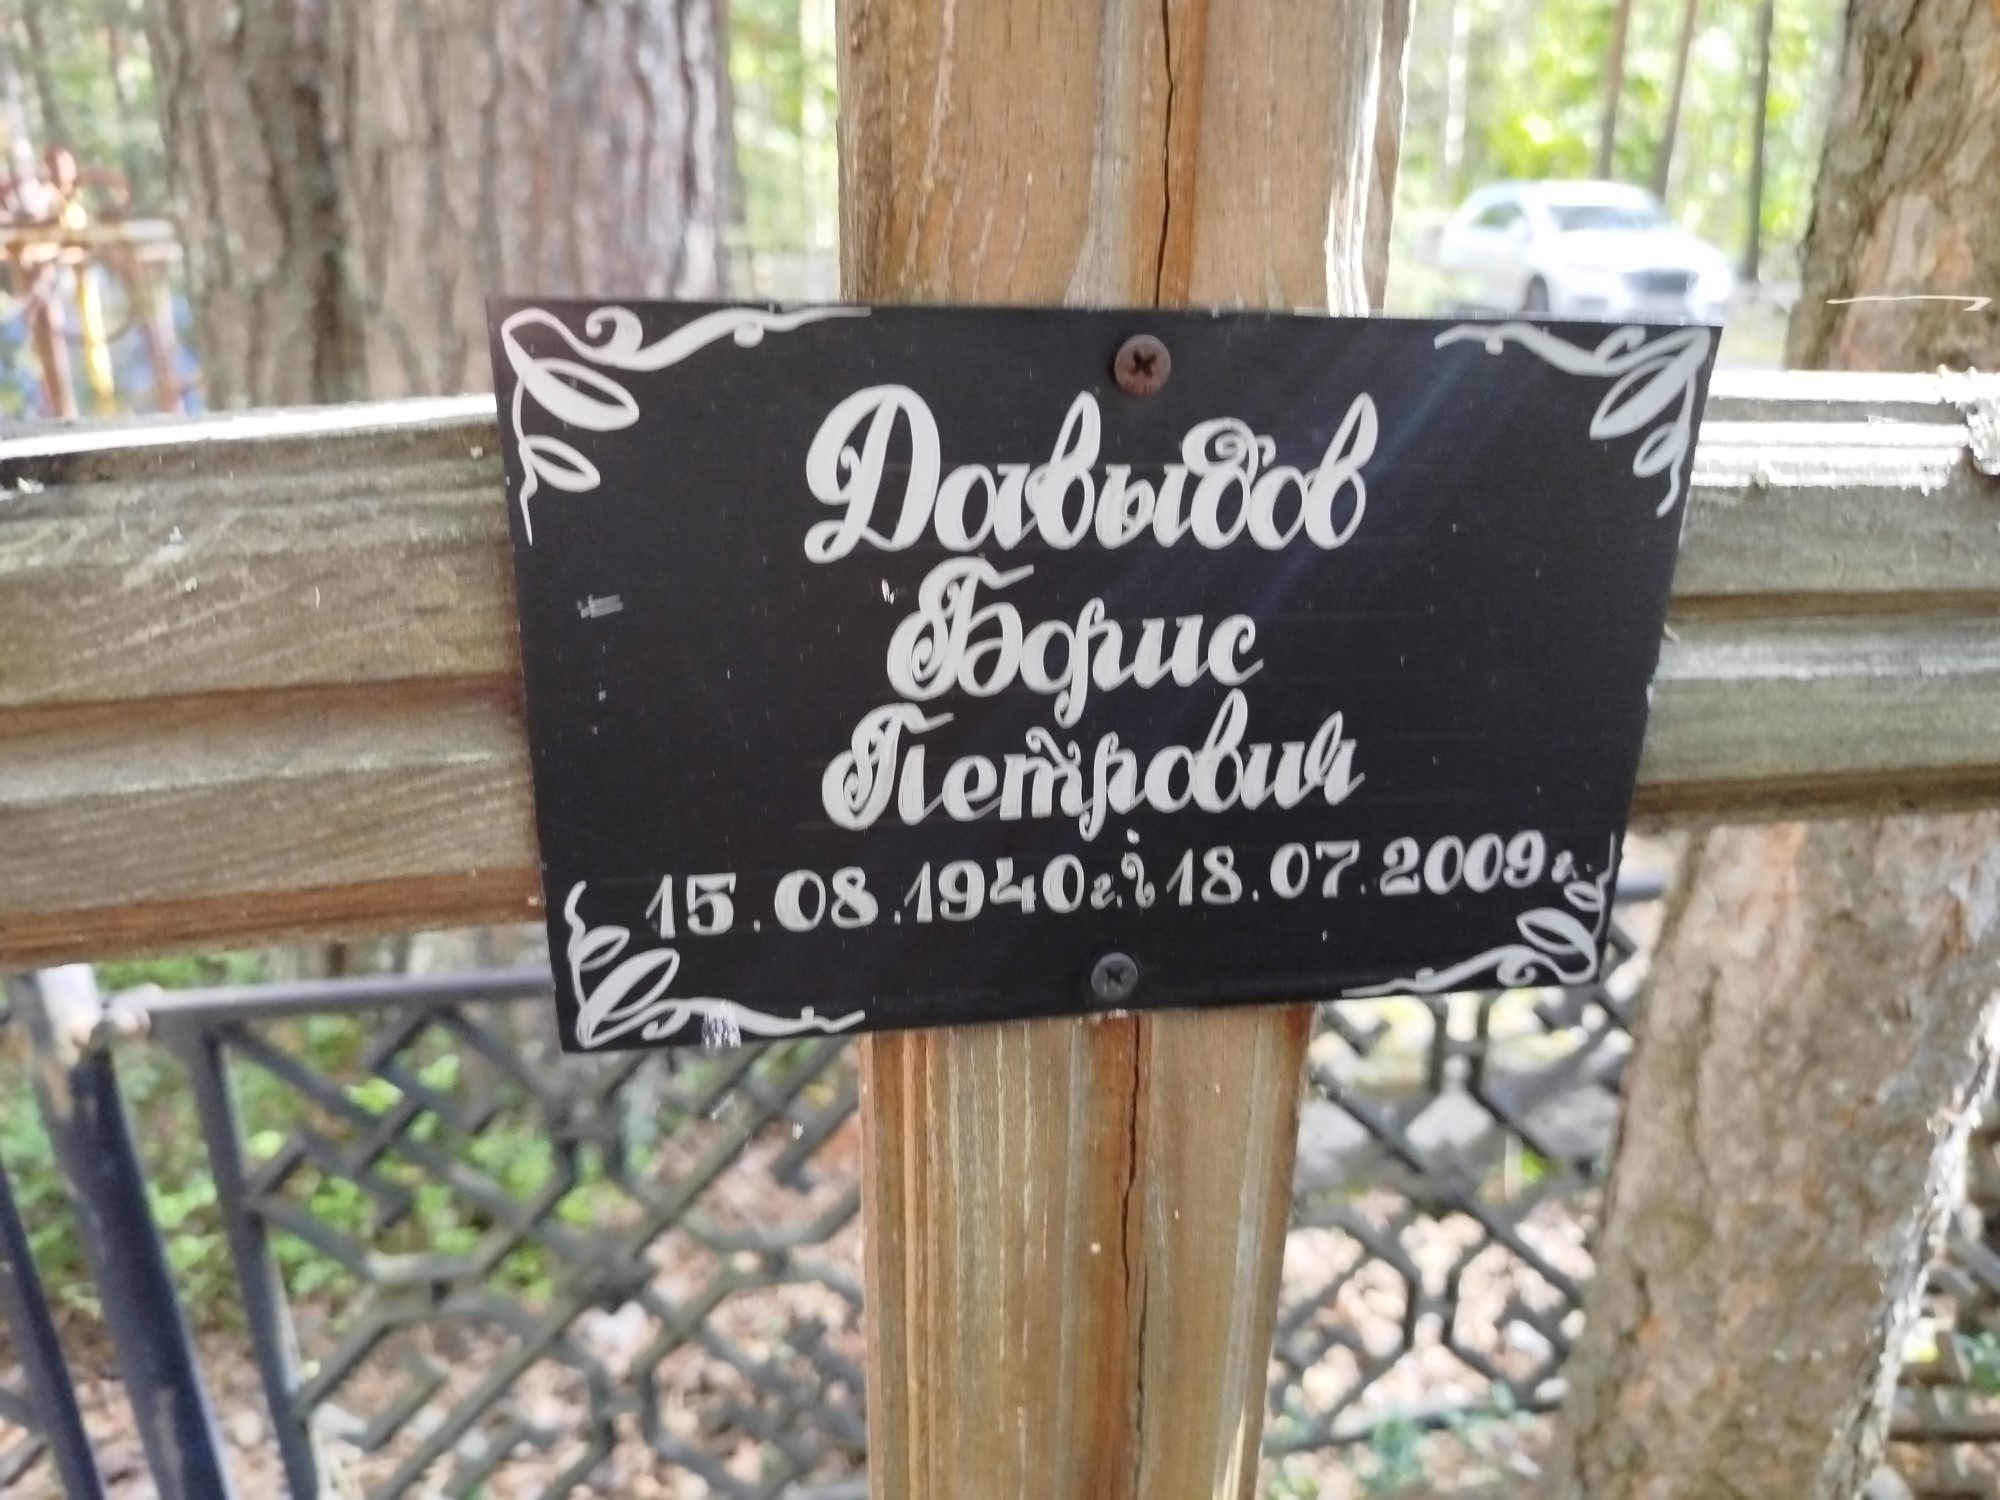 Давыдов
Борис
Петрович
15.08.1940г. 18.07.2009г.